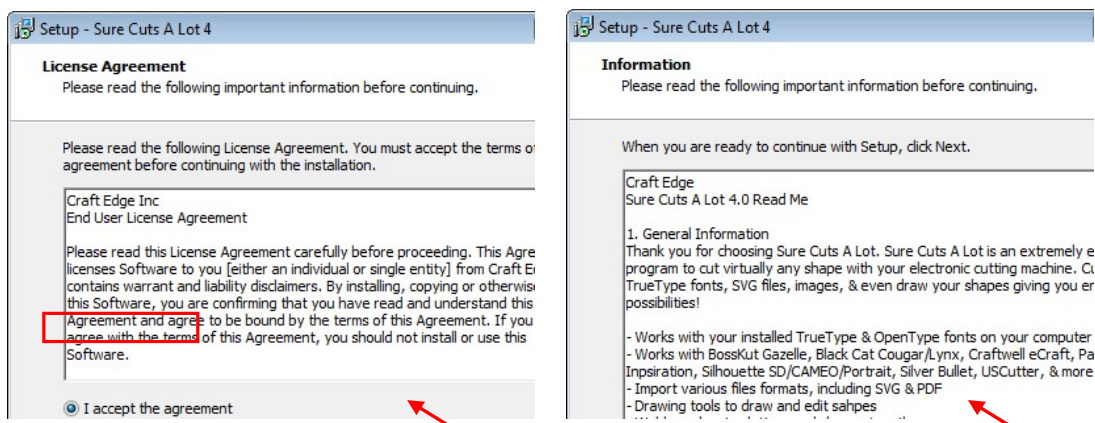 Setup - Sure Cuts A Lot 4
License Agreement
Please read the following important information before continuing.
Please read the following License Agreement. You must accept the terms
agreement before continuing with the installation.
Craft Edge Inc
End User License Agreement
Please read this License Agreement carefully before proceeding. This Agre
licenses Software to you [either an individual or single entity] from Craft
contains warrant and liability disclaimers. By installing, copying or otherwis
this Software, you are confirming that you have read and understand this
Agreement and agree to be bound by the terms of this Agreement. If you
agree with the terms of this Agreement, you should not install or use this
Software.
I accept the agreement
Setup - Sure Cuts A Lot 4
Information
Please read the following important information before continuing.
When you are ready to continue with Setup, click Next.
Craft Edge
Sure Cuts A Lot 4.0 Read Me
1. General Information
Thank you for choosing Sure Cuts A Lot. Sure Cuts A Lot is an extremely e
program to cut virtually any shape with your electronic cutting machine.
TrueType fonts, SVG files, images, & even draw your shapes giving you
possibilities!
- Works with your installed TrueType & OpenType fonts on your computer
- Works with BossKut Gazelle, Black Cat Cougar/Lynx, Craftwell eCraft, Pa
Inpsiration, Silhouette SD/CAMEO/Portrait, Silver Bullet, USCutter, & more
- Import various files formats, including SVG & PDF
- Drawing tools to draw and edit sahpes